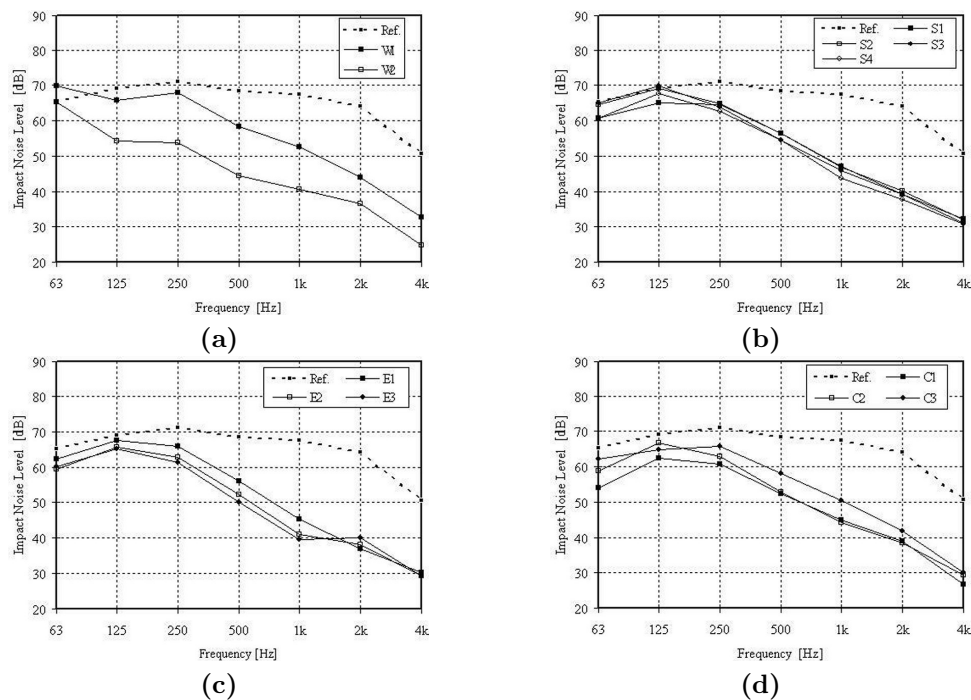 90
80
70
60
50
40
30
20
Impact Noise Level [dB]
Ref.
W1
W2
63 125 250 500 1k 2k 4k
Frequency [Hz]
(a)
90
80
70
60
50
40
30
20
Impact Noise Level [dB]
Ref. S1
S2 S3
S4
63 125 250 500 1k 2k 4k
Frequency [Hz]
(b)
90
80
70
60
50
40
30
20
Impact Noise Level [dB]
Ref. E1
E2 E3
63 125 250 500 1k 2k 4k
Frequency [Hz]
(c)
90
80
70
60
50
40
30
20
Impact Noise Level [dB]
Ref. C1
C2 C3
63 125 250 500 1k 2k 4k
Frequency [Hz]
(d)